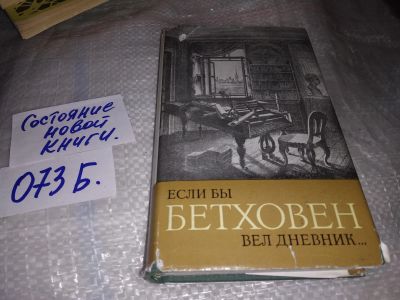 Состояние
новой
книги.
073 Б.
ЕСЛИ БЫ
БЕТХОВЕН
ВЕЛ ДНЕВНИК...